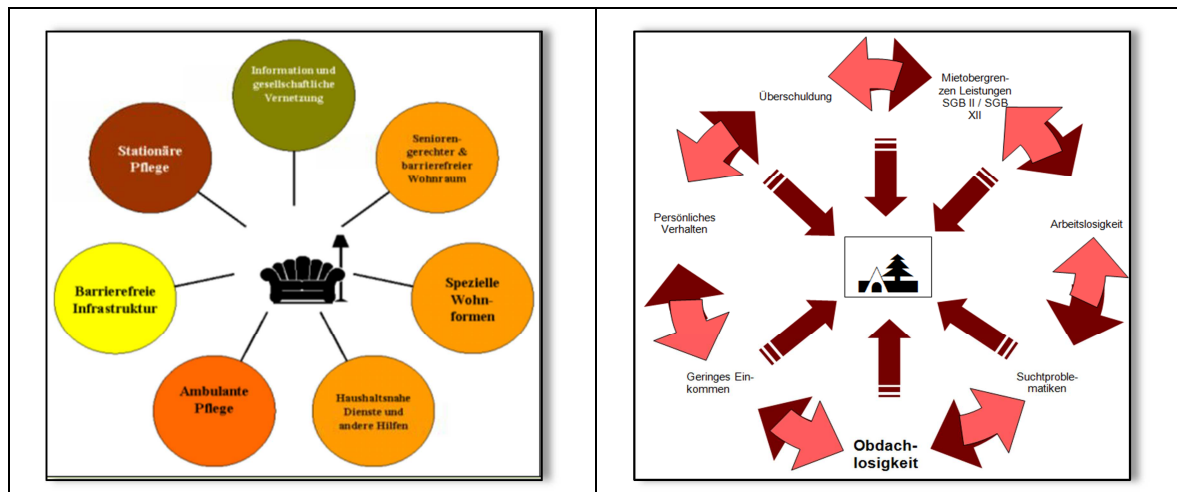 Information und
gesellschaftliche
Vernetzung
Senioren-
gerechter &
barrierefreier
Wohnraum
Spezielle
Wohn-
formen
Haushaltsnahe
Dienste und
andere Hilfen
Ambulante
Pflege
Barrierefreie
Infrastruktur
Stationäre
Pflege
Überschuldung
Mietobergren-
zen Leistungen
SGB II / SGB
XII
Arbeitslosigkeit
Suchtproble-
matiken
Obdach-
losigkeit
Geringes Ein-
kommen
Persönliches
Verhalten